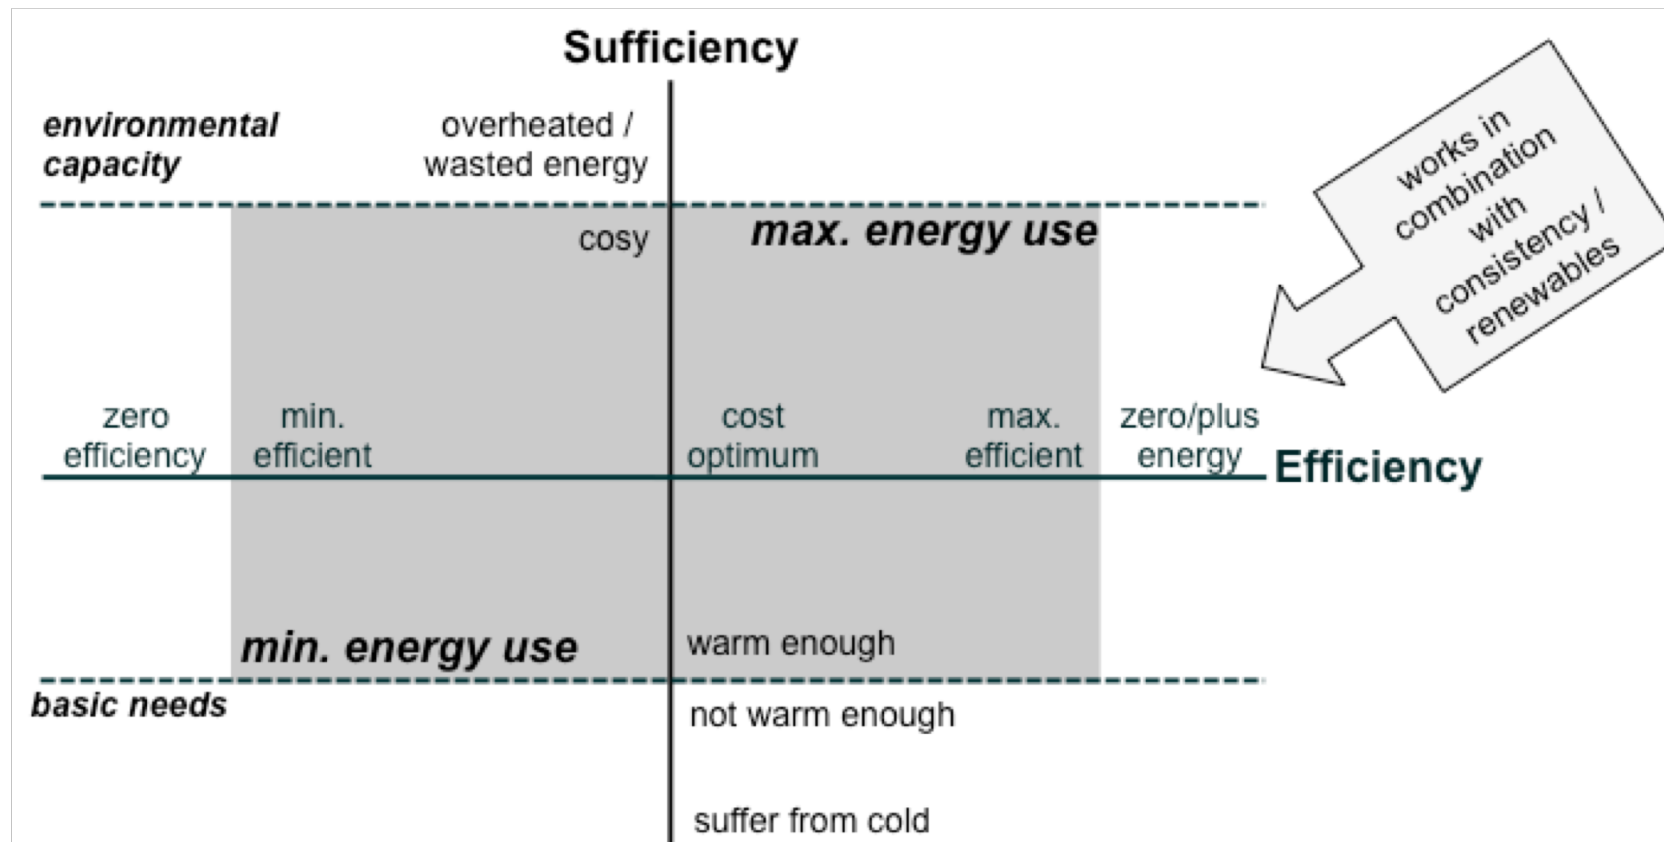 Sufficiency
environmental
capacity
overheated /
wasted energy
works in
combination
with
consistency /
renewables
cosy
max. energy use
zero
efficiency
min.
efficient
cost
optimum
max.
efficient
zero/plus
energy
Efficiency
min. energy use
warm enough
basic needs
not warm enough
suffer from cold